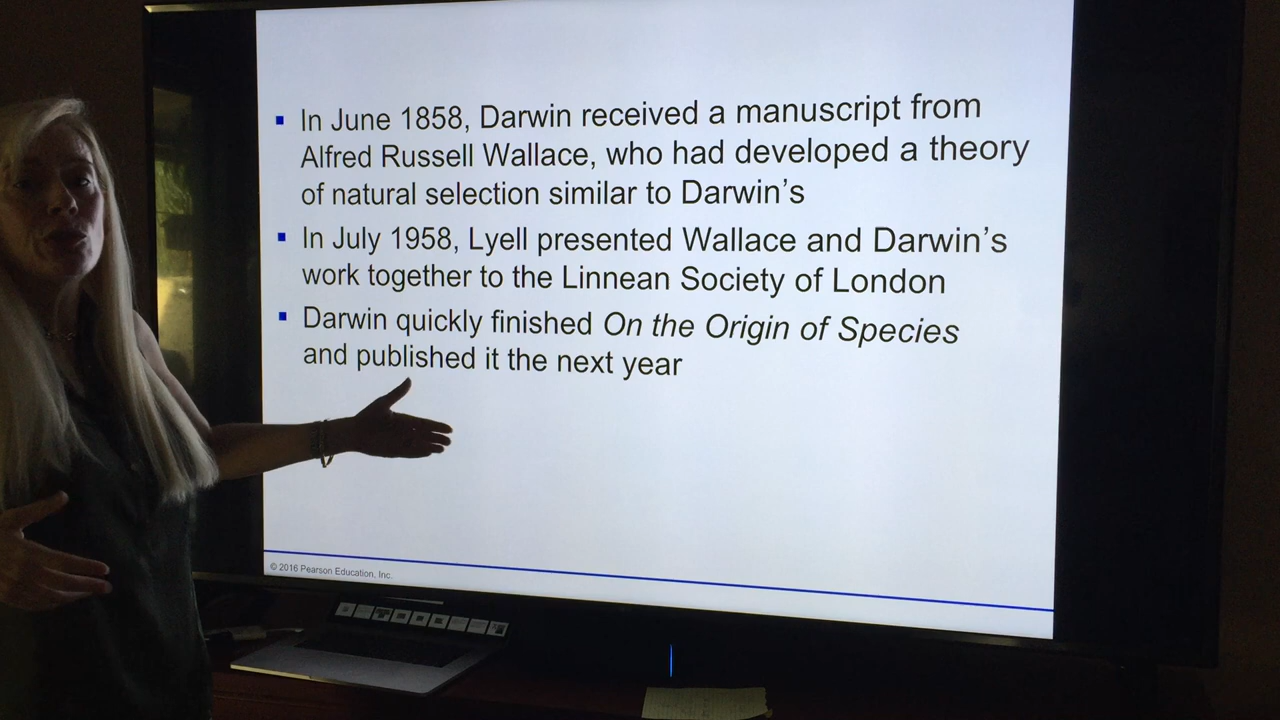 ▪ In June 1858, Darwin received a manuscript from
Alfred Russell Wallace, who had developed a theory
of natural selection similar to Darwin’s
▪ In July 1958, Lyell presented Wallace and Darwin’s
work together to the Linnean Society of London
▪ Darwin quickly finished On the Origin of Species
and published it the next year
© 2016 Pearson Education, Inc.